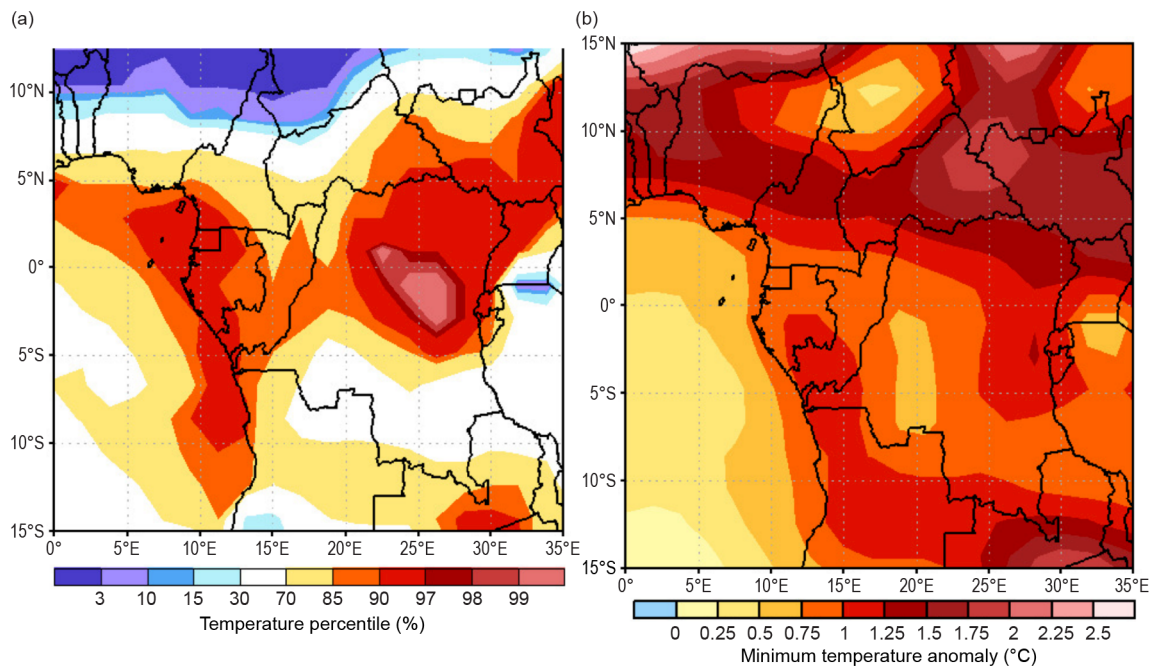 (a)
10°N
5°N
0°
5°S
10°S
15°S
0° 5°E 10°E 15°E 20°E 25°E 30°E 35°E
3 10 15 30 70 85 90 97 98 99
Temperature percentile (%)
(b)
15°N
10°N
5°N
0°
5°S
10°S
15°S
0° 5°E 10°E 15°E 20°E 25°E 30°E 35°E
0 0.25 0.5 0.75 1 1.25 1.5 1.75 2 2.25 2.5
Minimum temperature anomaly (°C)